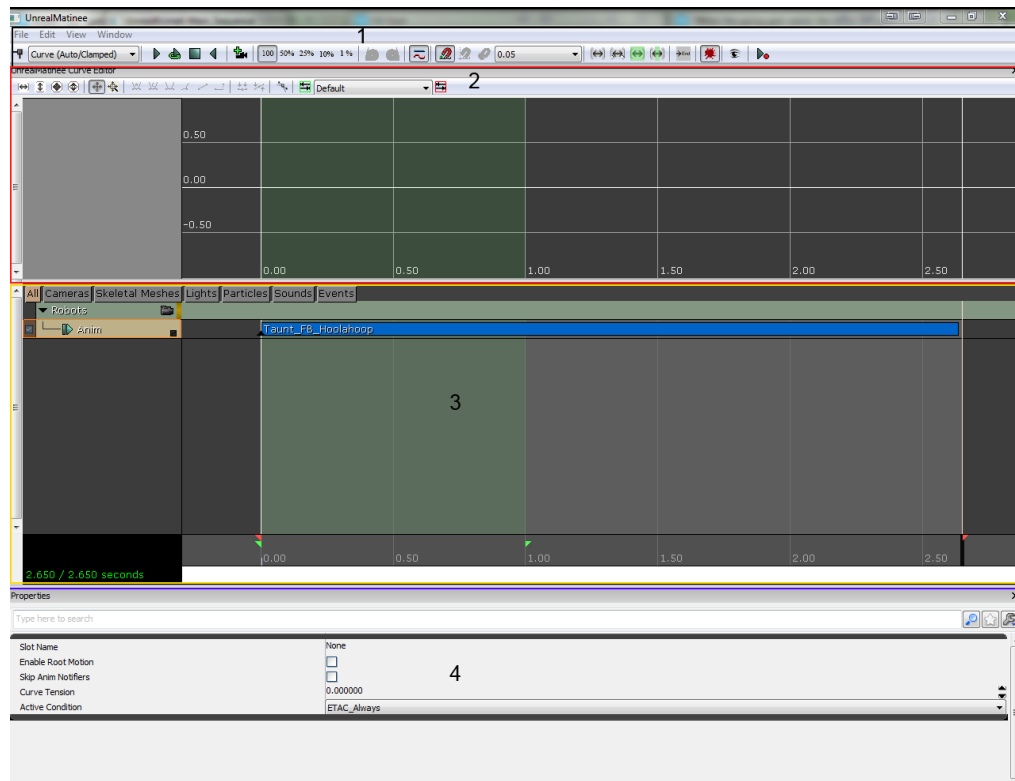 UnrealMatinee
File Edit View Window
1
Curve (Auto/Clamped) 100 50% 25% 10% 1% 0.05
UnrealMatinee Curve Editor
2
Default
0.50
0.00
-0.50
0.00 0.50 1.00 1.50 2.00 2.50
All Cameras Skeletal Meshes Lights Particles Sounds Events
Robots
Anim Taunt_FB_Hoolahoop
3
0.00 0.50 1.00 1.50 2.00 2.50
2.650 / 2.650 seconds
Properties
Type here to search
Slot Name None
Enable Root Motion
4
Skip Anim Notifiers
Curve Tension 0.000000
Active Condition ETAC_Always